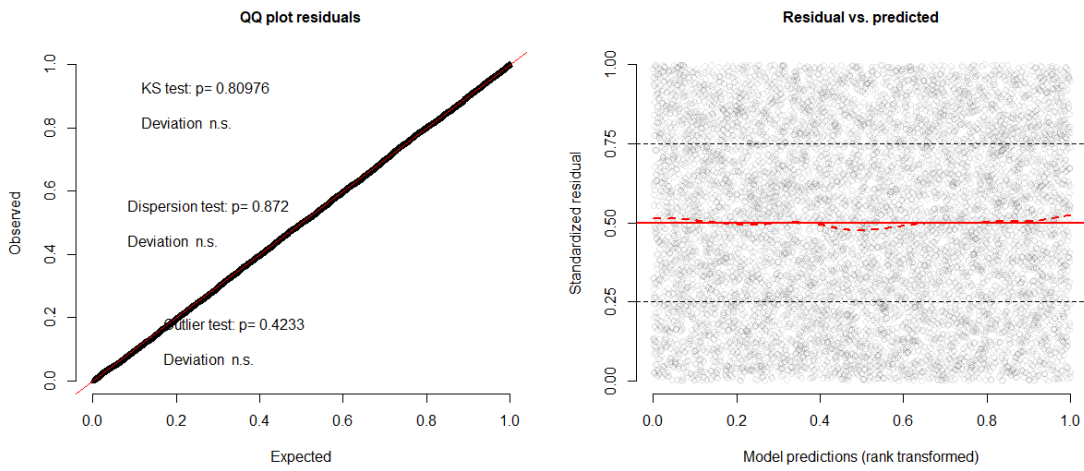 QQ plot residuals
KS test: p= 0.80976
Deviation n.s.
Dispersion test: p= 0.872
Deviation n.s.
Outlier test: p= 0.4233
Deviation n.s.
Observed
0.0
0.2
0.4
0.6
0.8
1.0
0.0 0.2 0.4 0.6 0.8 1.0
Expected
Residual vs. predicted
Standardized residual
0.00
0.25
0.50
0.75
1.00
0.0 0.2 0.4 0.6 0.8 1.0
Model predictions (rank transformed)